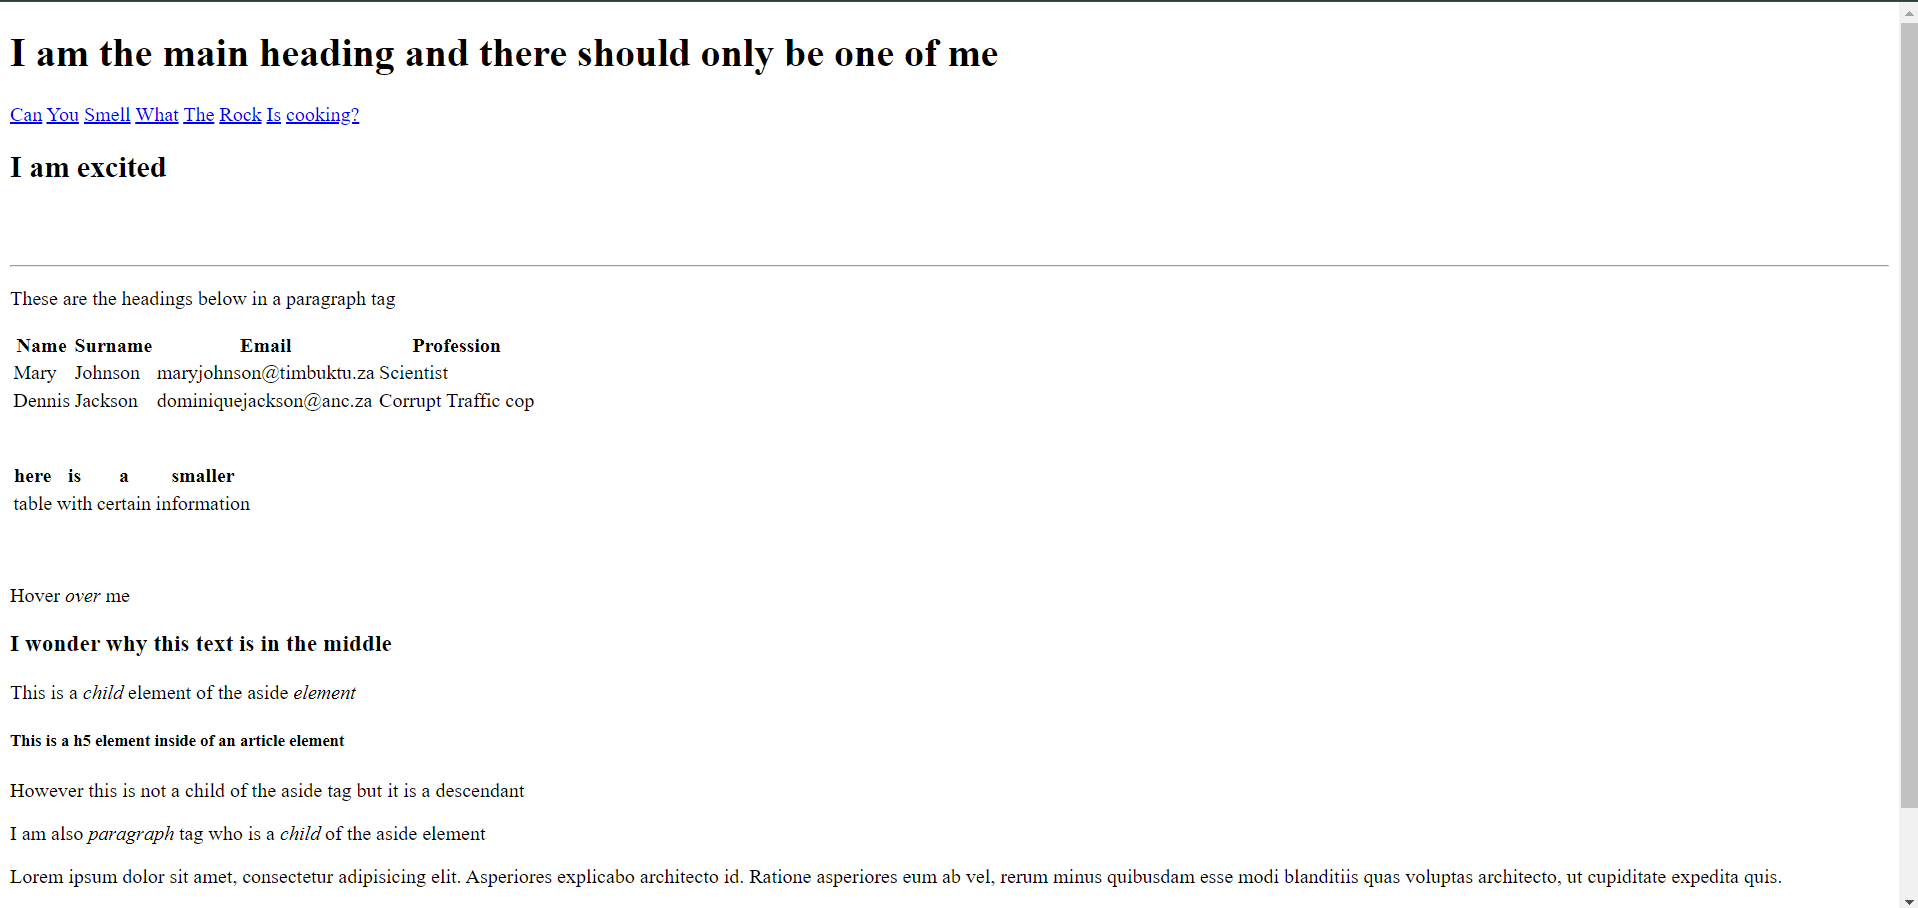 I am the main heading and there should only be one of me
Can You Smell What The Rock Is cooking?
I am excited
These are the headings below in a paragraph tag
Name Surname Email Profession
Mary Johnson maryjohnson@timbuktu.za Scientist
Dennis Jackson dominiquejackson@anc.za Corrupt Traffic cop
here is a smaller
table with certain information
Hover over me
I wonder why this text is in the middle
This is a child element of the aside element
This is a h5 element inside of an article element
However this is not a child of the aside tag but it is a descendant
I am also paragraph tag who is a child of the aside element
Lorem ipsum dolor sit amet, consectetur adipisicing elit. Asperiores explicabo architecto id. Ratione asperiores eum ab vel, rerum minus quibusdam esse modi blanditiis quas voluptas architecto, ut cupiditate expedita quis.